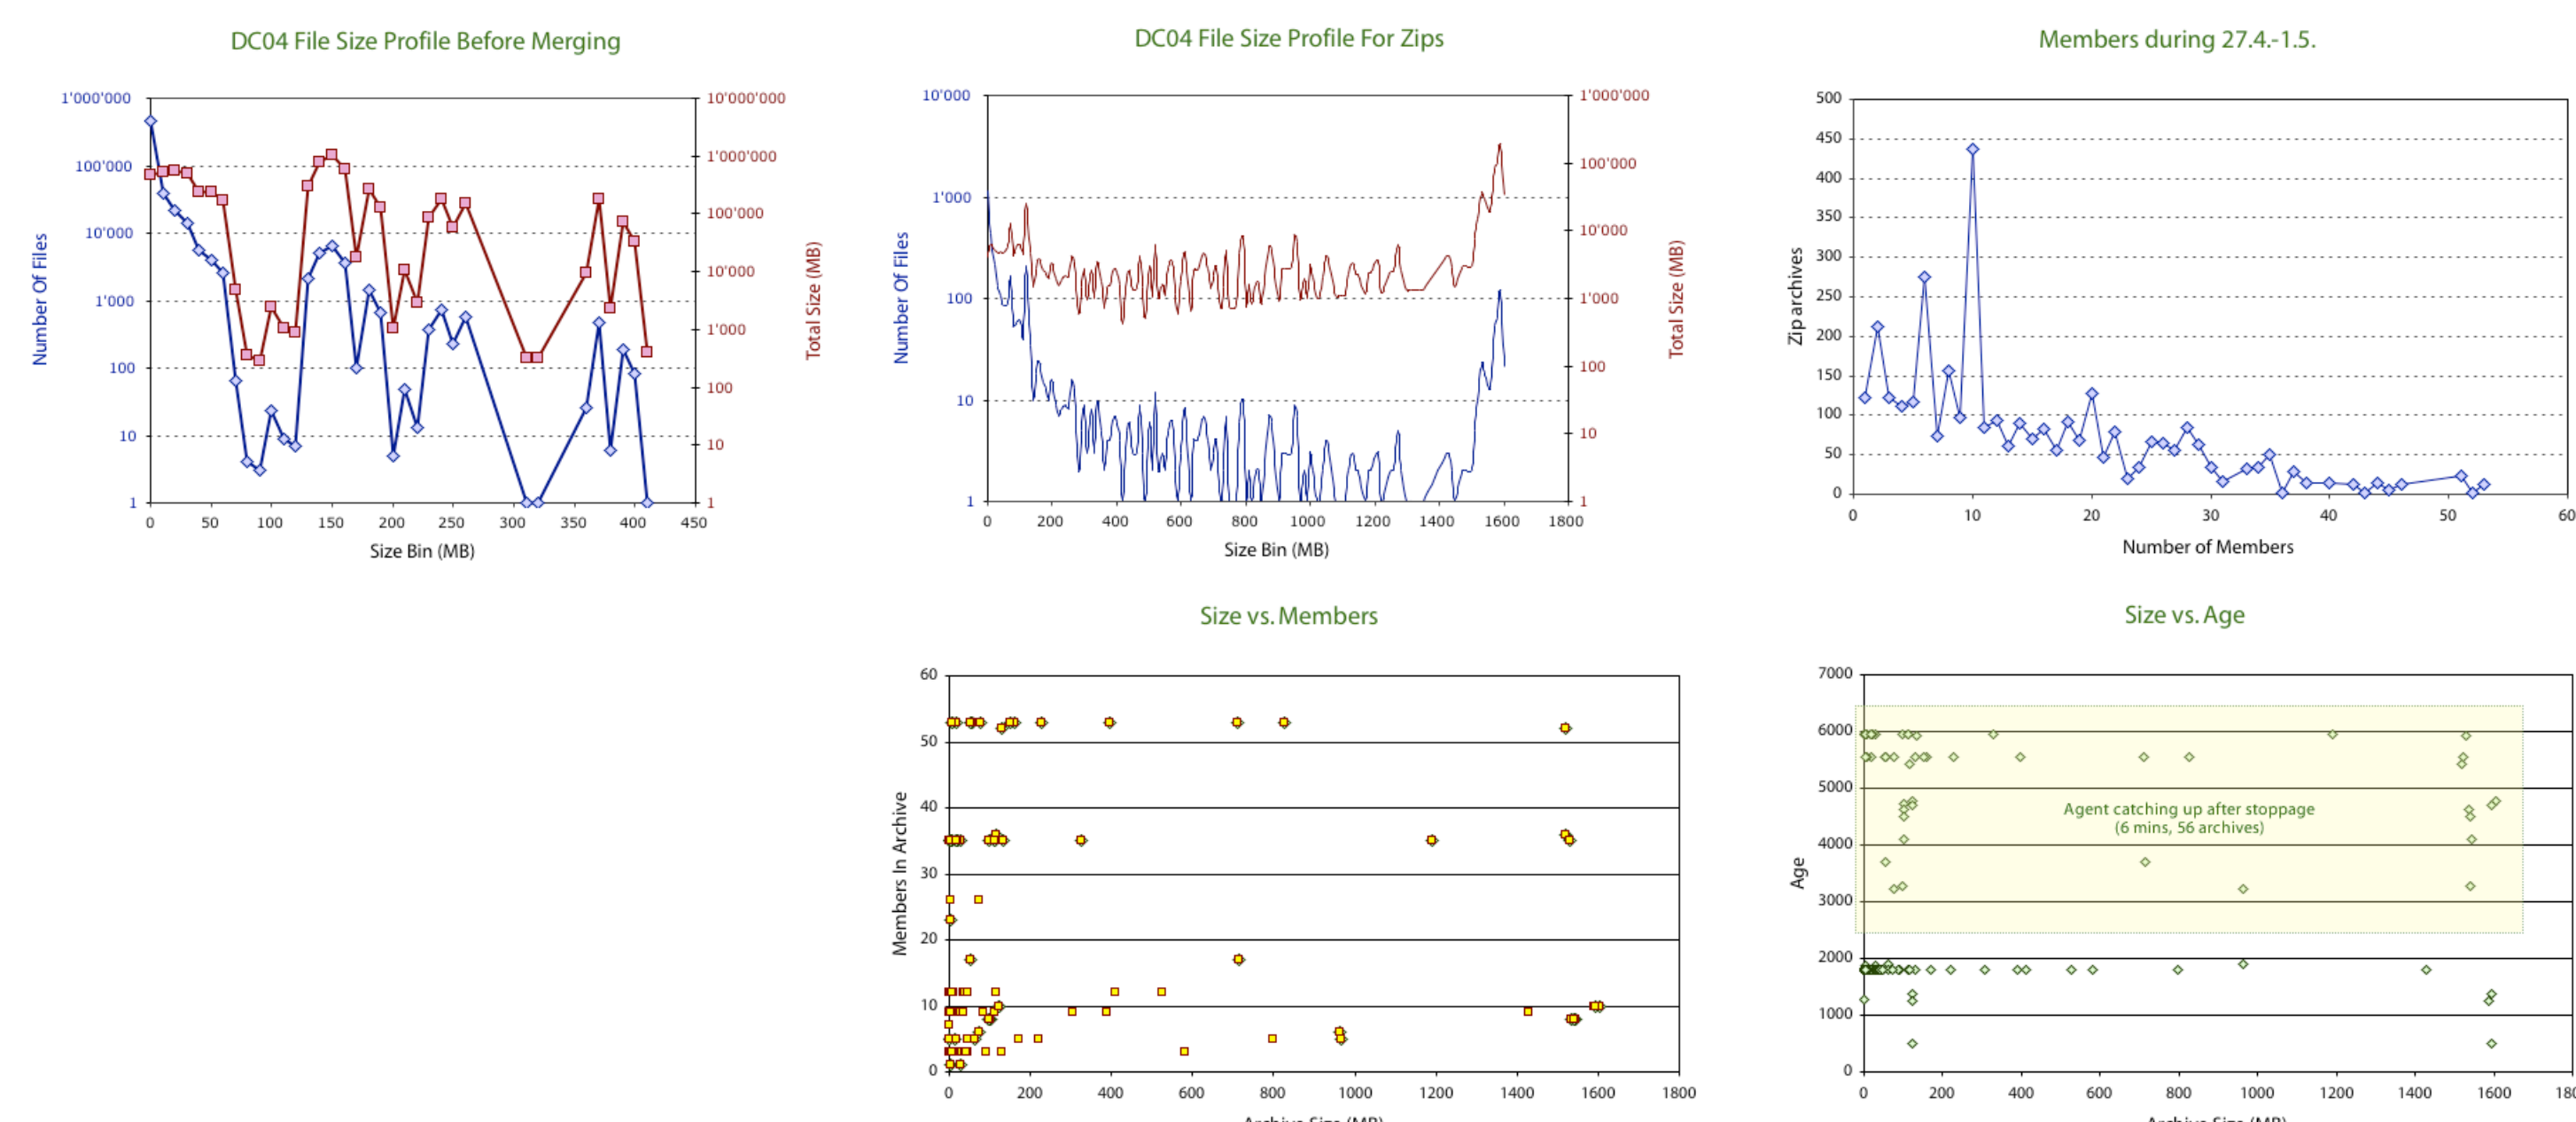 DC04 File Size Profile Before Merging
1'000'000
100'000
10'000
1'000
100
10
1
Number Of Files
10'000'000
1'000'000
100'000
10'000
1'000
100
10
1
Total Size (MB)
0 50 100 150 200 250 300 350 400 450
Size Bin (MB)
DC04 File Size Profile For Zips
10'000
1'000
100
10
1
Number Of Files
1'000'000
100'000
10'000
1'000
100
10
1
Total Size (MB)
0 200 400 600 800 1000 1200 1400 1600 1800
Size Bin (MB)
Members during 27.4.-1.5.
500
450
400
350
300
250
200
150
100
50
0
Zip archives
0 10 20 30 40 50 60
Number of Members
Size vs. Members
60
50
40
30
20
10
0
Members In Archive
0 200 400 600 800 1000 1200 1400 1600 1800
Archive Size (MB)
Size vs. Age
7000
6000
5000
4000
3000
2000
1000
0
Age
Agent catching up after stoppage
(6 mins, 56 archives)
0 200 400 600 800 1000 1200 1400 1600 180
Archive Size (MB)